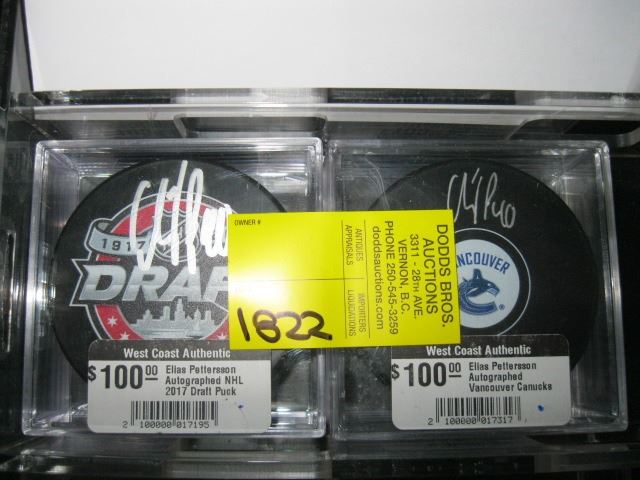 1917
DRAF
VANCOUVER
OWNER #
ANTIQUES
APPRAISALS
IMPORTERS
LIQUIDATIONS
DODDS BROS.
AUCTIONS
3311 - 28TH AVE.
VERNON, B.C.
PHONE 250-545-3259
doddsauctions.com
1822
West Coast Authentic
$100.00
Elias Pettersson
Autographed NHL
2017 Draft Puck
2 100000 017195
West Coast Authentic
$100.00
Elias Pettersson
Autographed
Vancouver Canucks
2 100000 017317